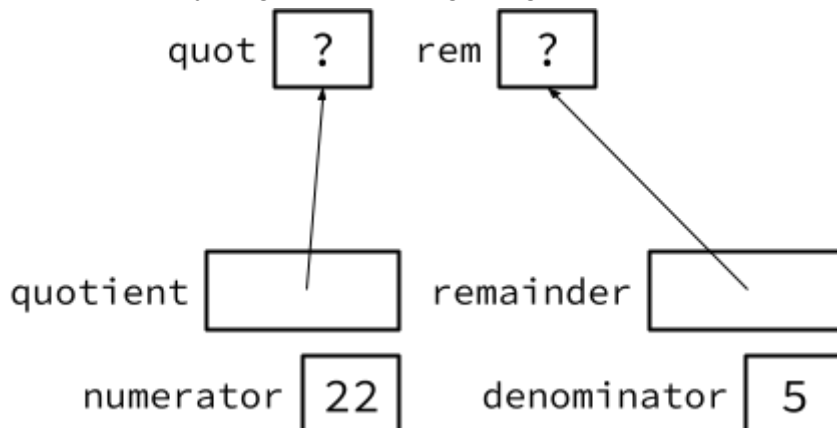 quot ? rem ?
quotient remainder
numerator 22 denominator 5